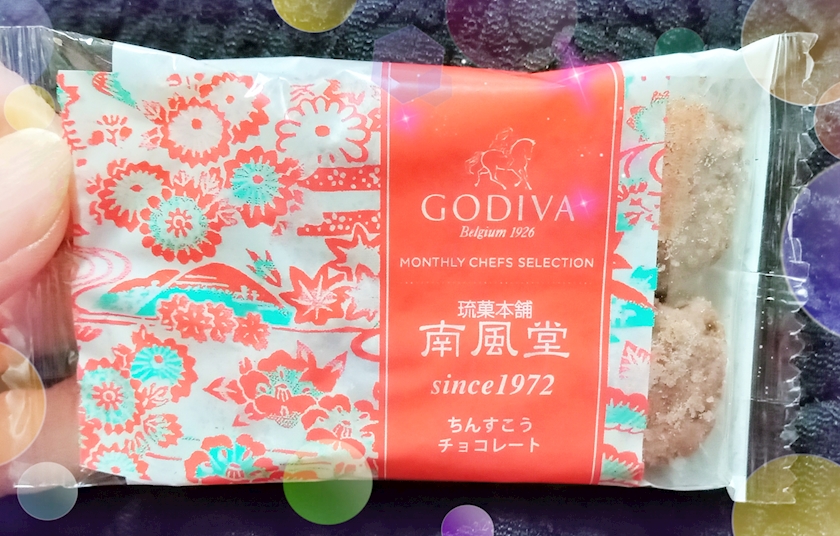 GODIVA
Belgium 1926
MONTHLY CHEFS SELECTION
琉菓本舗
南風堂
since1972
ちんすこう
チョコレート